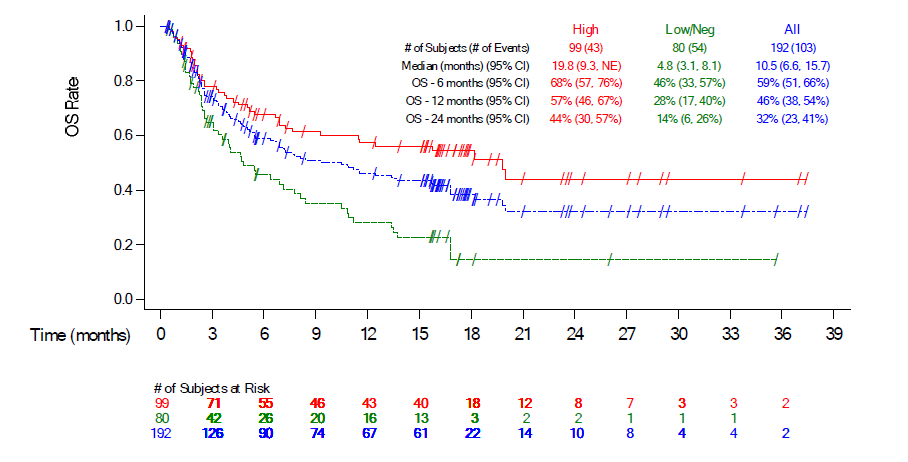 High Low/Neg All
# of Subjects (# of Events) 99 (43) 80 (54) 192 (103)
Median (months) (95% CI) 19.8 (9.3, NE) 4.8 (3.1, 8.1) 10.5 (6.6, 15.7)
OS - 6 months (95% CI) 68% (57, 76%) 46% (33, 57%) 59% (51, 66%)
OS - 12 months (95% CI) 57% (46, 67%) 28% (17, 40%) 46% (38, 54%)
OS - 24 months (95% CI) 44% (30, 57%) 14% (6, 26%) 32% (23, 41%)
OS Rate
1.0
0.8
0.6
0.4
0.2
0.0
Time (months) 0 3 6 9 12 15 18 21 24 27 30 33 36 39
# of Subjects at Risk
99 71 55 46 43 40 18 12 8 7 3 3 2
80 42 26 20 16 13 3 2 2 1 1 1
192 126 90 74 67 61 22 14 10 8 4 4 2